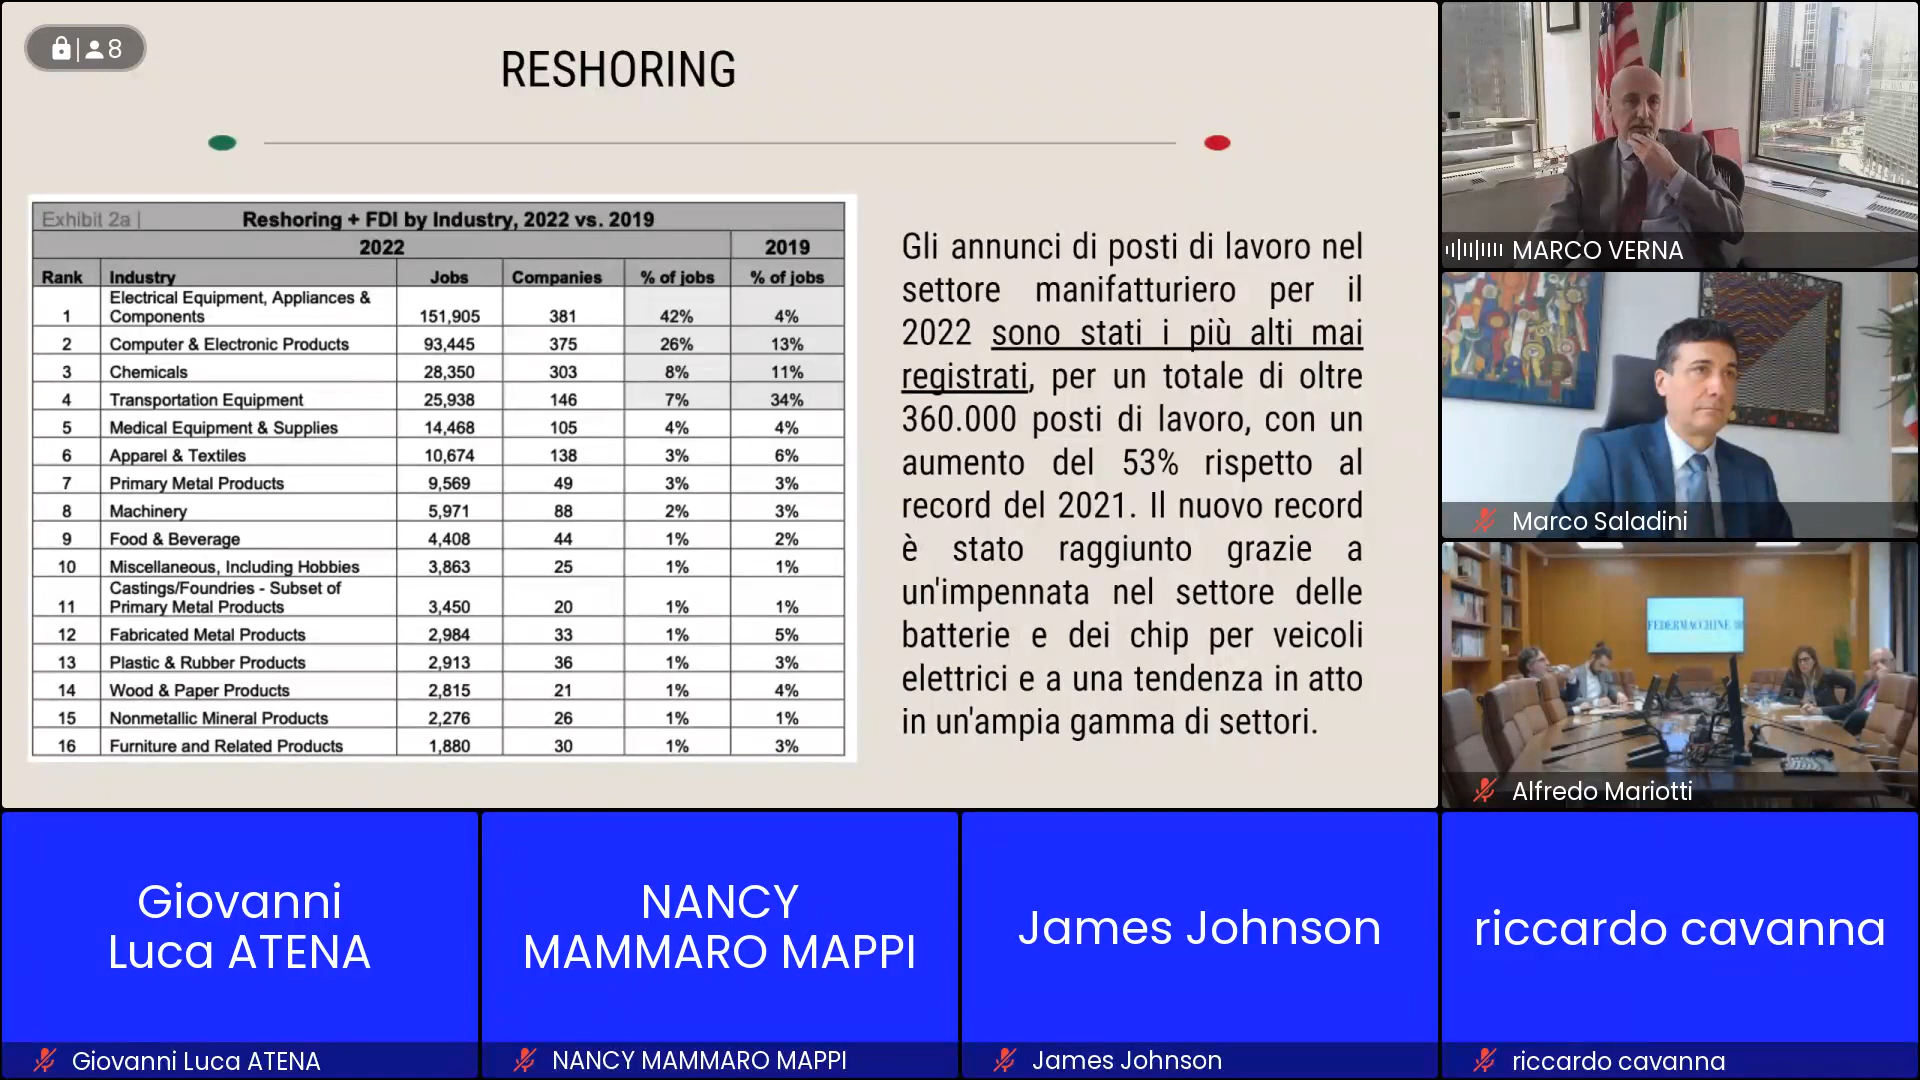 8
RESHORING
Exhibit 2a |
Reshoring + FDI by Industry, 2022 vs. 2019
2022 2019
Rank Industry Jobs Companies % of jobs % of jobs
1 Electrical Equipment, Appliances & Components 151,905 381 42% 4%
2 Computer & Electronic Products 93,445 375 26% 13%
3 Chemicals 28,350 303 8% 11%
4 Transportation Equipment 25,938 146 7% 34%
5 Medical Equipment & Supplies 14,468 105 4% 4%
6 Apparel & Textiles 10,674 138 3% 6%
7 Primary Metal Products 9,569 49 3% 3%
8 Machinery 5,971 88 2% 3%
9 Food & Beverage 4,408 44 1% 2%
10 Miscellaneous, Including Hobbies 3,863 25 1% 1%
11 Castings/Foundries - Subset of Primary Metal Products 3,450 20 1% 1%
12 Fabricated Metal Products 2,984 33 1% 5%
13 Plastic & Rubber Products 2,913 36 1% 3%
14 Wood & Paper Products 2,815 21 1% 4%
15 Nonmetallic Mineral Products 2,276 26 1% 1%
16 Furniture and Related Products 1,880 30 1% 3%
Gli annunci di posti di lavoro nel
settore manifatturiero per il
2022 sono stati i più alti mai
registrati, per un totale di oltre
360.000 posti di lavoro, con un
aumento del 53% rispetto al
record del 2021. Il nuovo record
è stato raggiunto grazie a
un'impennata nel settore delle
batterie e dei chip per veicoli
elettrici e a una tendenza in atto
in un'ampia gamma di settori.
MARCO VERNA
Marco Saladini
FEDERMACCHINE
Alfredo Mariotti
Giovanni
Luca ATENA
Giovanni Luca ATENA
NANCY
MAMMARO MAPPI
NANCY MAMMARO MAPPI
James Johnson
James Johnson
riccardo cavanna
riccardo cavanna